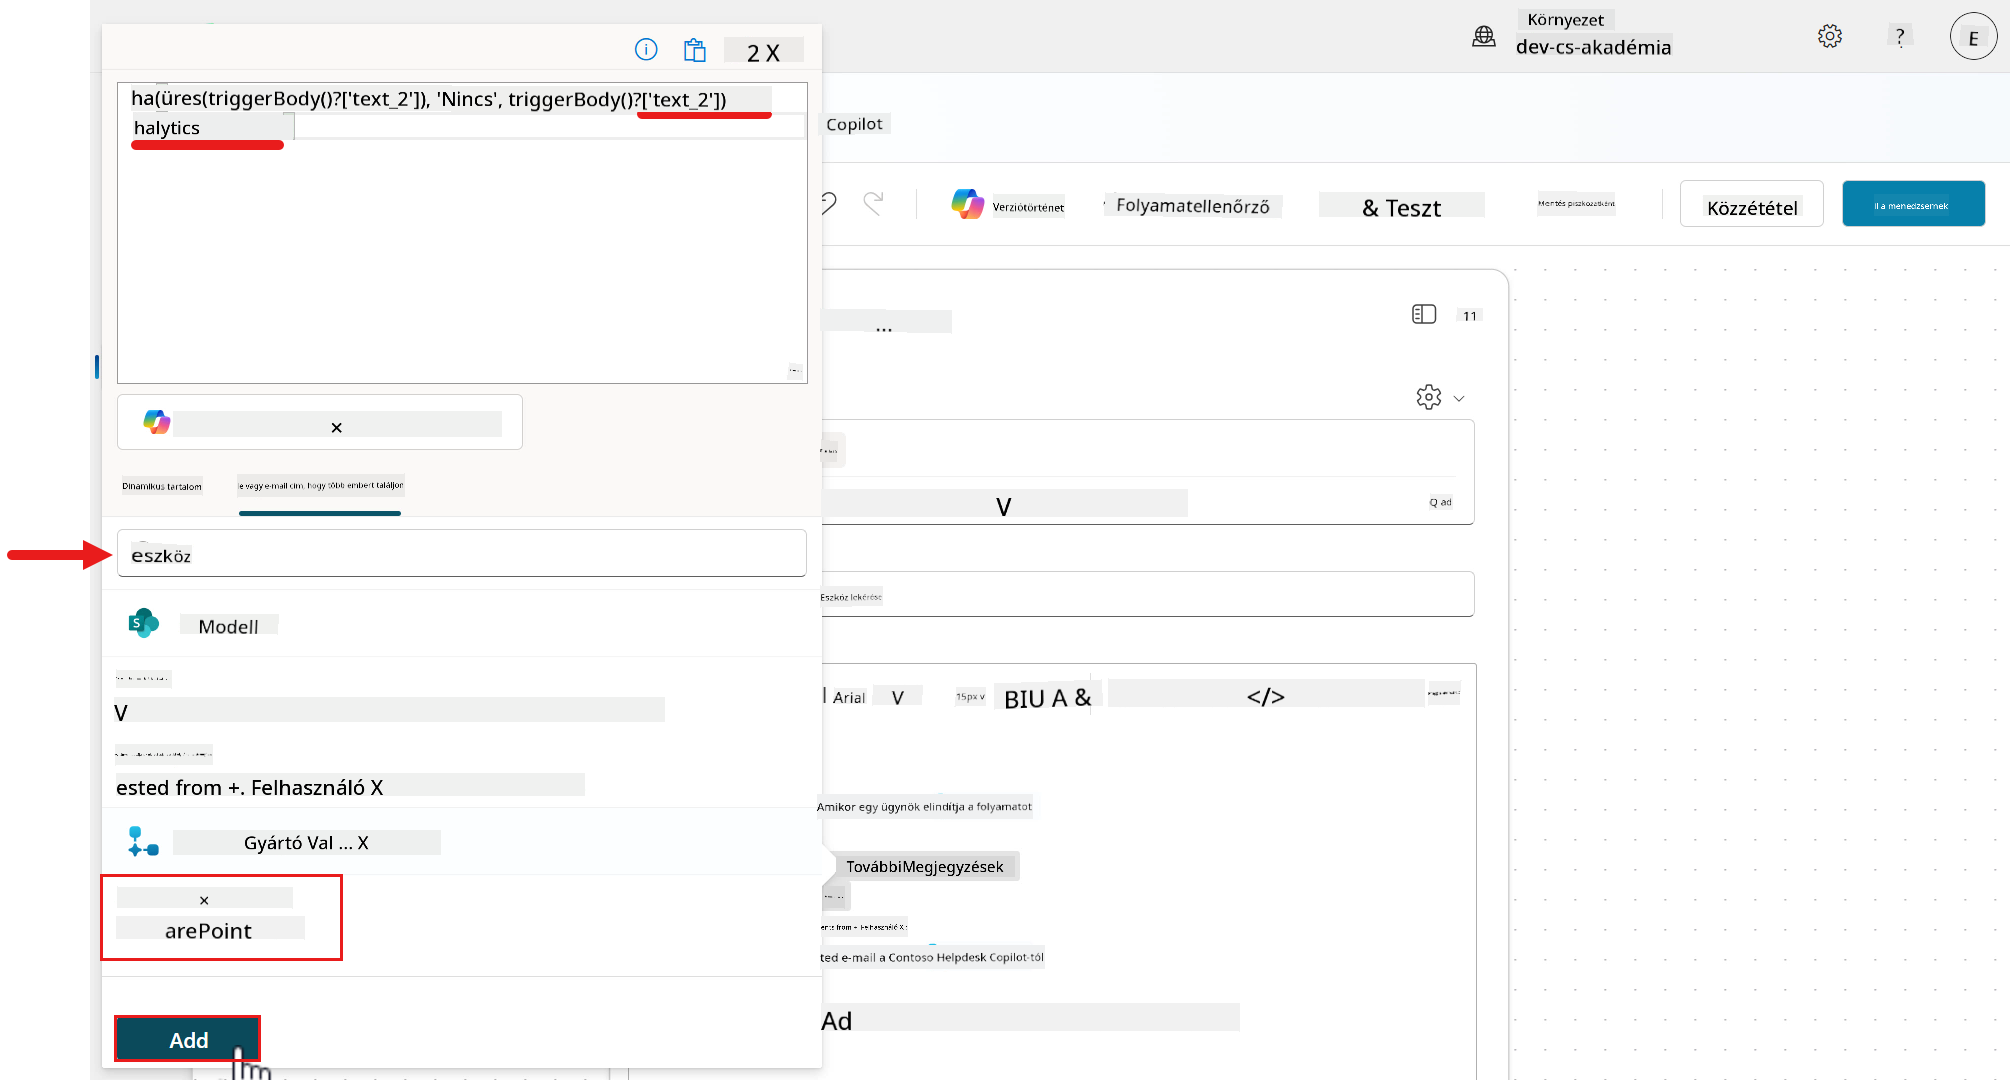 2 X
ha(üres(triggerBody()?['text_2']), 'Nincs', triggerBody()?['text_2'])
halytics
×
Dinamikus tartalom
le vagy e-mail cím, hogy több embert találjon
eszköz
Modell
V
ested from +. Felhasználó X
Gyártó Val ... X
×
arePoint
Add
Környezet
dev-cs-akadémia
?
E
Copilot
Verziótörténet
Folyamatellenőrző
& Teszt
Mentés piszkozatként
Közzététel
ll a menedzsernek
...
11
V
Q ad
Eszköz lekérése
Arial
V
15px v
BIU A &
</>
Amikor egy ügynök elindítja a folyamatot
TovábbiMegjegyzések
ents from +. Felhasználó X
ted e-mail a Contoso Helpdesk Copilot-tól
Ad